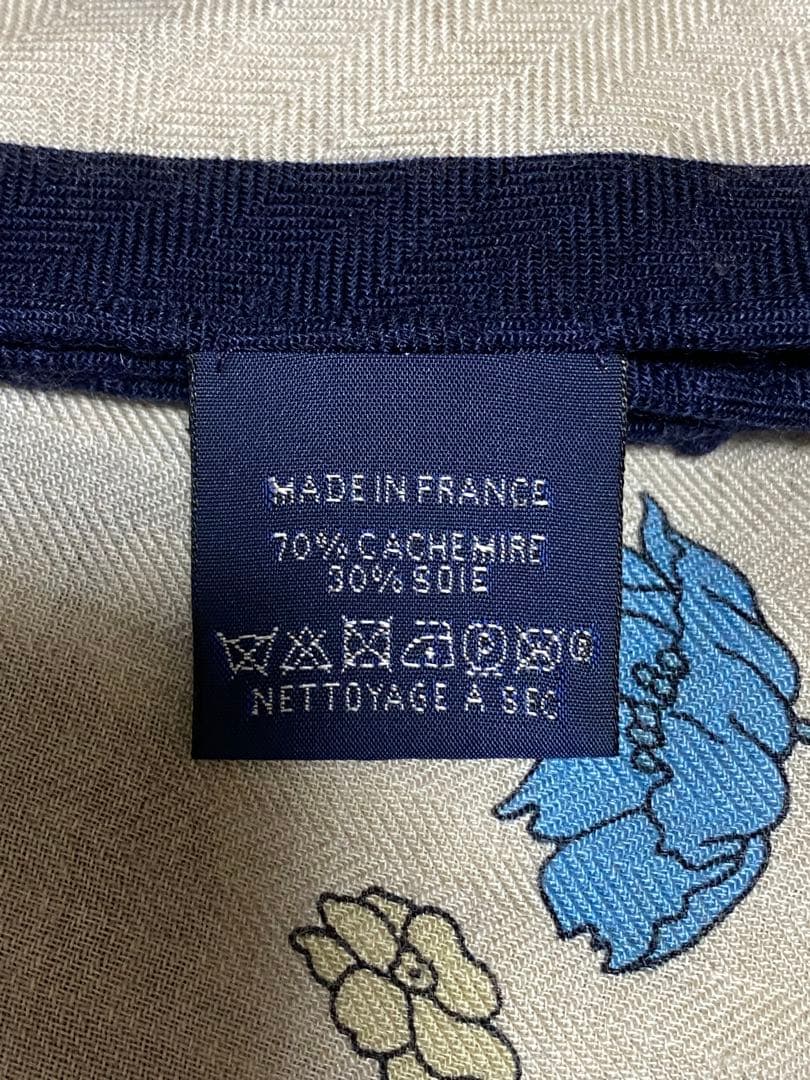 MADE IN FRANCE
70% CACHEMIRE
30% SOIE
P
®
NETTOYAGE A SEC